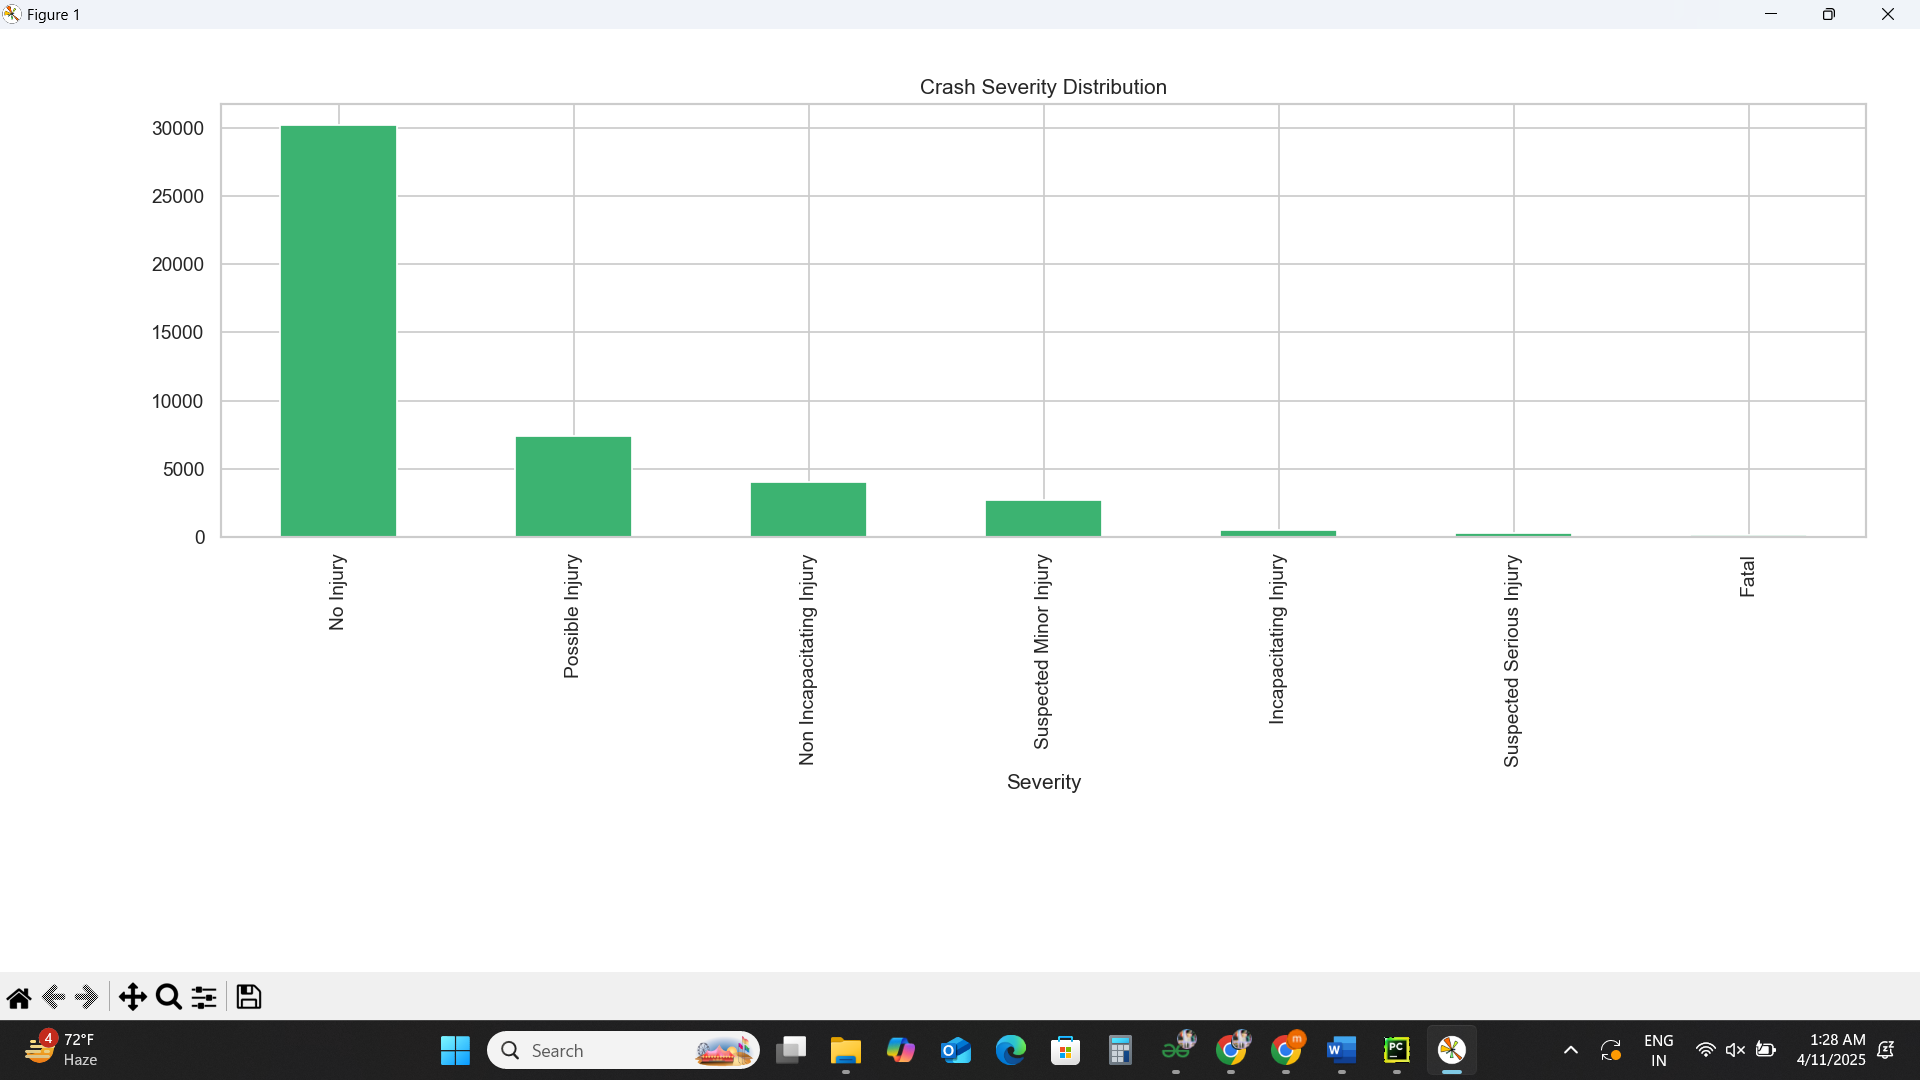 Figure 1
Crash Severity Distribution
30000
25000
20000
15000
10000
5000
0
No Injury
Possible Injury
Non Incapacitating Injury
Suspected Minor Injury
Incapacitating Injury
Suspected Serious Injury
Fatal
Severity
4
72°F
Haze
Search
m
W
PC
ENG
IN
1:28 AM
4/11/2025